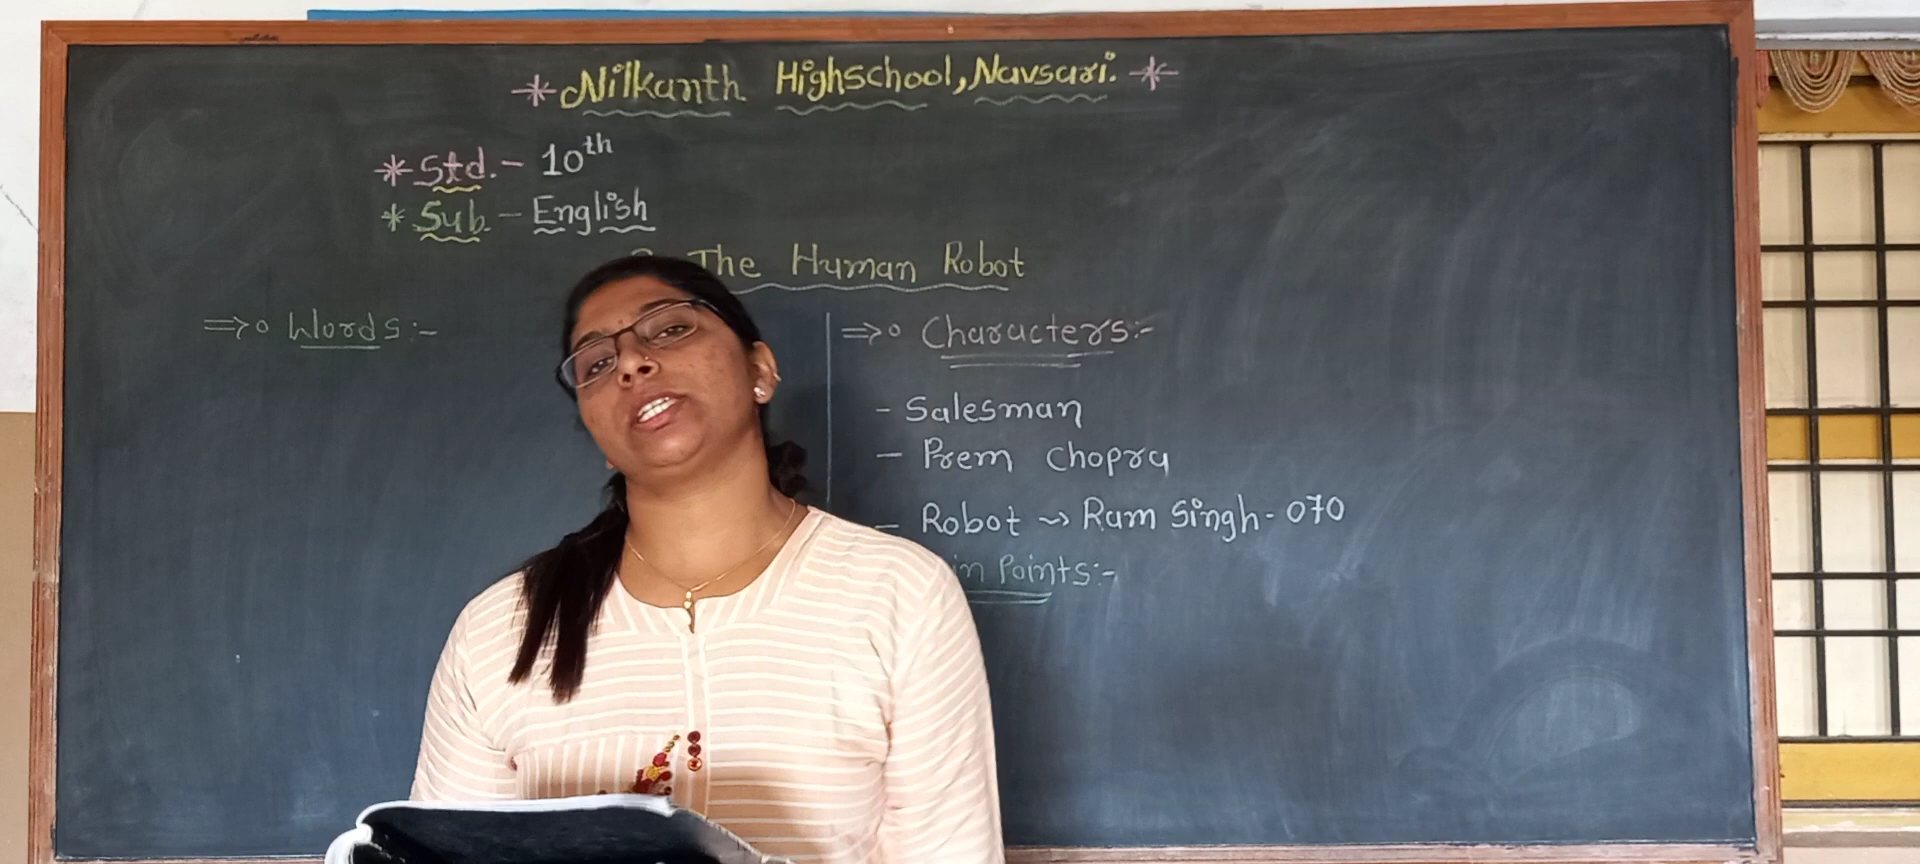 * Nilkanth Highschool, Navsari. *
* Std. - 10th
* Sub. - English
The Human Robot
⇒ Words :-
⇒ Characters :-
- Salesman
- Prem Chopra
- Robot → Ram Singh - 070
Points :-